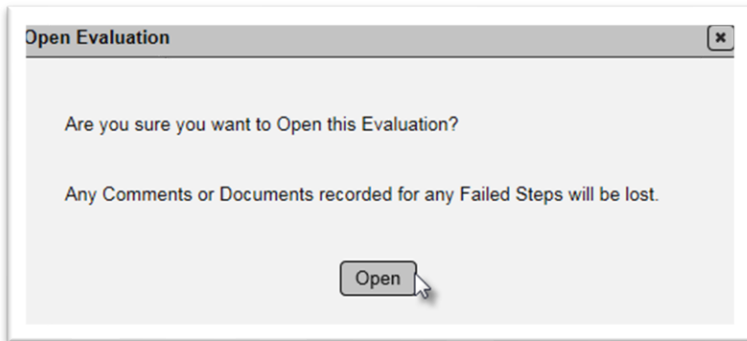 Open Evaluation
Are you sure you want to Open this Evaluation?
Any Comments or Documents recorded for any Failed Steps will be lost.
Open